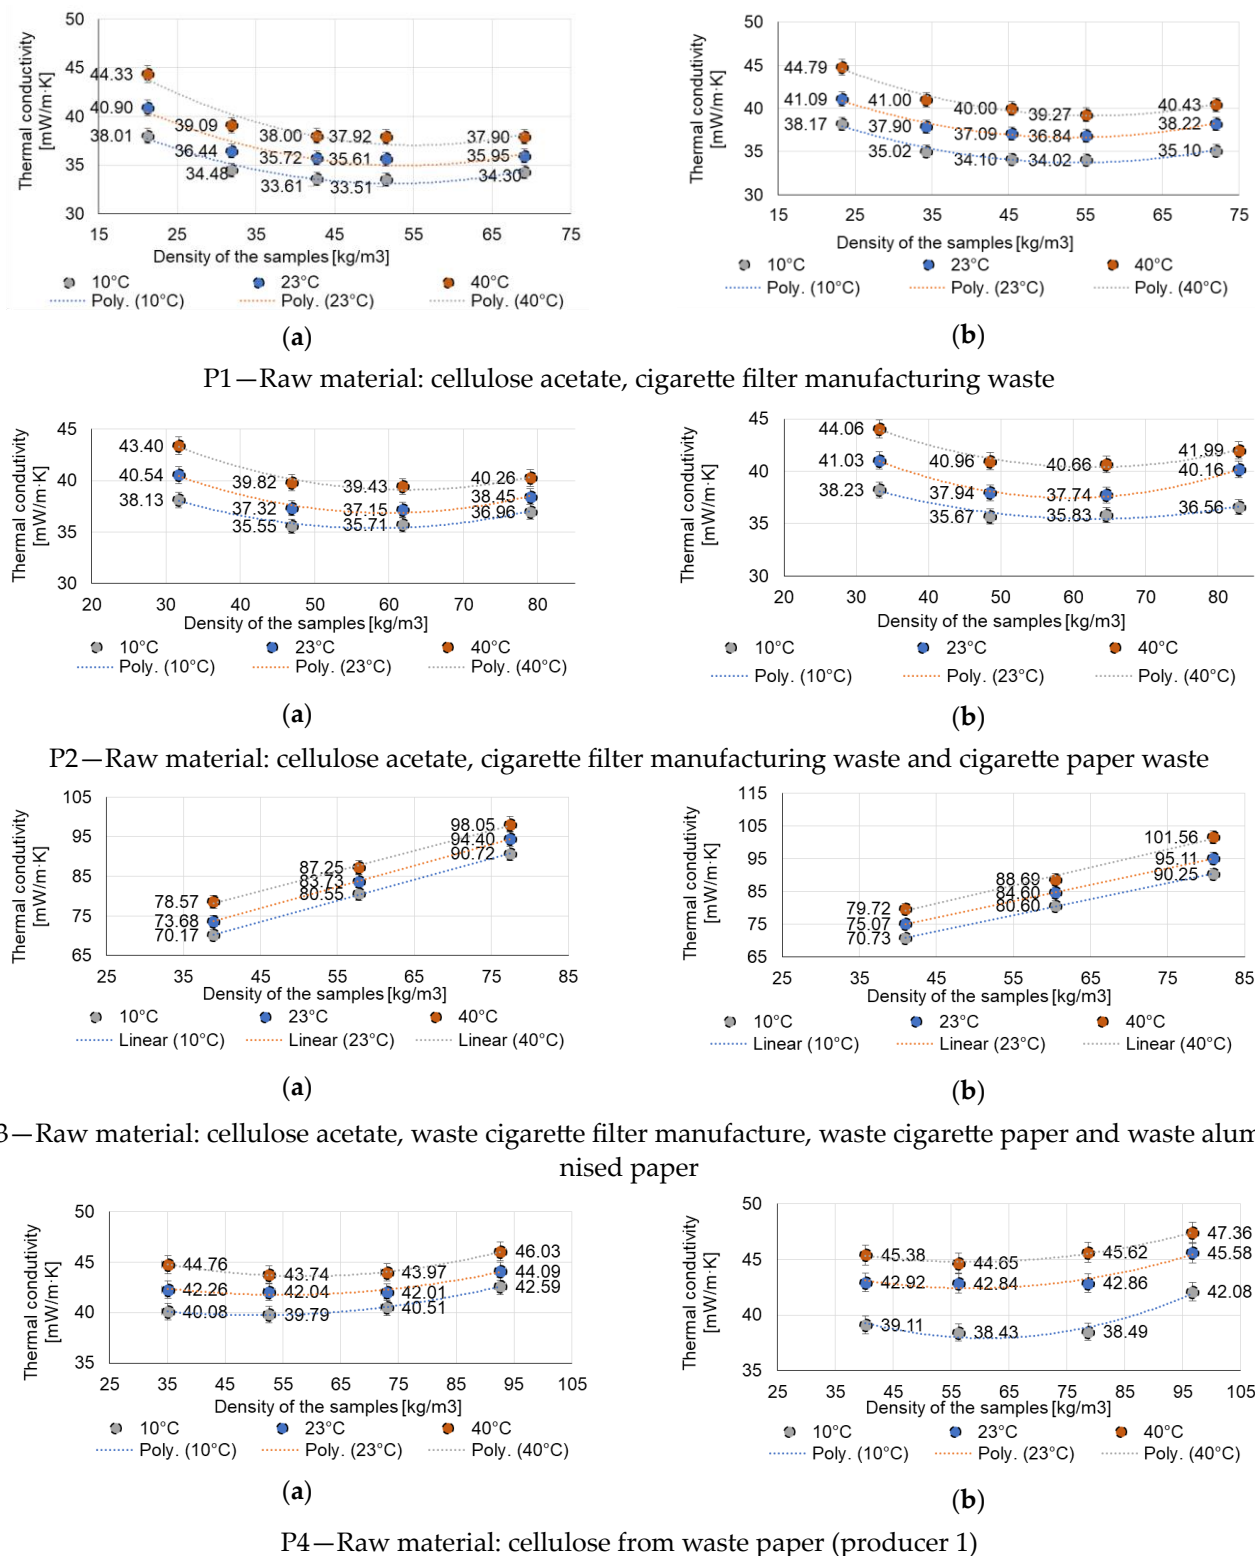 Thermal conductivity
[mW/m·K]
50
45
40
35
30
44.33
40.90
38.01
39.09
36.44
34.48
38.00
35.72
33.61
37.92
35.61
33.51
37.90
35.95
34.30
15 25 35 45 55 65 75
Density of the samples [kg/m3]
10°C 23°C 40°C
Poly. (10°C) Poly. (23°C) Poly. (40°C)
(a)
Thermal conductivity
[mW/m·K]
50
45
40
35
30
44.79
41.09
38.17
41.00
37.90
35.02
40.00
37.09
34.10
39.27
36.84
34.02
40.43
38.22
35.10
15 25 35 45 55 65 75
Density of the samples [kg/m3]
10°C 23°C 40°C
Poly. (10°C) Poly. (23°C) Poly. (40°C)
(b)
P1—Raw material: cellulose acetate, cigarette filter manufacturing waste
Thermal condutivity
[mW/m·K]
45
40
35
30
43.40
40.54
38.13
39.82
37.32
35.55
39.43
37.15
35.71
40.26
38.45
36.96
20 30 40 50 60 70 80
Density of the samples [kg/m3]
10°C 23°C 40°C
Poly. (10°C) Poly. (23°C) Poly. (40°C)
(a)
Thermal condutivity
[mW/m·K]
45
40
35
30
44.06
41.03
38.23
40.96
37.94
35.67
40.66
37.74
35.83
41.99
40.16
36.56
20 30 40 50 60 70 80
Density of the samples [kg/m3]
10°C 23°C 40°C
Poly. (10°C) Poly. (23°C) Poly. (40°C)
(b)
P2—Raw material: cellulose acetate, cigarette filter manufacturing waste and cigarette paper waste
Thermal condutivity
[mW/m·K]
105
95
85
75
65
78.57
73.68
70.17
87.25
83.73
80.55
98.05
94.40
90.72
25 35 45 55 65 75 85
Density of the samples [kg/m3]
10°C 23°C 40°C
Linear (10°C) Linear (23°C) Linear (40°C)
(a)
Thermal condutivity
[mW/m·K]
115
105
95
85
75
65
79.72
75.07
70.73
88.69
84.60
80.60
101.56
95.11
90.25
25 35 45 55 65 75 85
Density of the samples [kg/m3]
10°C 23°C 40°C
Linear (10°C) Linear (23°C) Linear (40°C)
(b)
3—Raw material: cellulose acetate, waste cigarette filter manufacture, waste cigarette paper and waste alum
nised paper
Thermal condutivity
[mW/m·K]
50
45
40
35
44.76
42.26
40.08
43.74
42.04
39.79
43.97
42.01
40.51
46.03
44.09
42.59
25 35 45 55 65 75 85 95 105
Density of the samples [kg/m3]
10°C 23°C 40°C
Poly. (10°C) Poly. (23°C) Poly. (40°C)
(a)
Thermal condutivity
[mW/m·K]
50
45
40
35
45.38
42.92
39.11
44.65
42.84
38.43
45.62
42.86
38.49
47.36
45.58
42.08
25 35 45 55 65 75 85 95 105
Density of the samples [kg/m3]
10°C 23°C 40°C
Poly. (10°C) Poly. (23°C) Poly. (40°C)
(b)
P4—Raw material: cellulose from waste paper (producer 1)